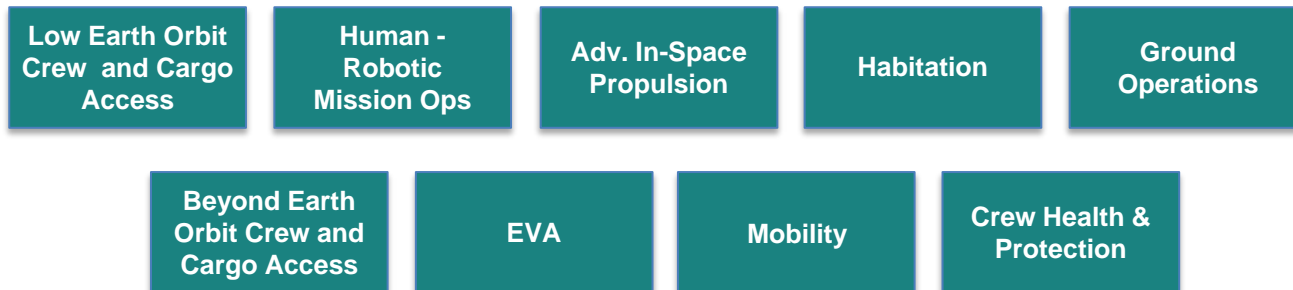 Low Earth Orbit
Crew and Cargo
Access
Human -
Robotic
Mission Ops
Adv. In-Space
Propulsion
Habitation
Ground
Operations
Beyond Earth
Orbit Crew and
Cargo Access
EVA
Mobility
Crew Health &
Protection